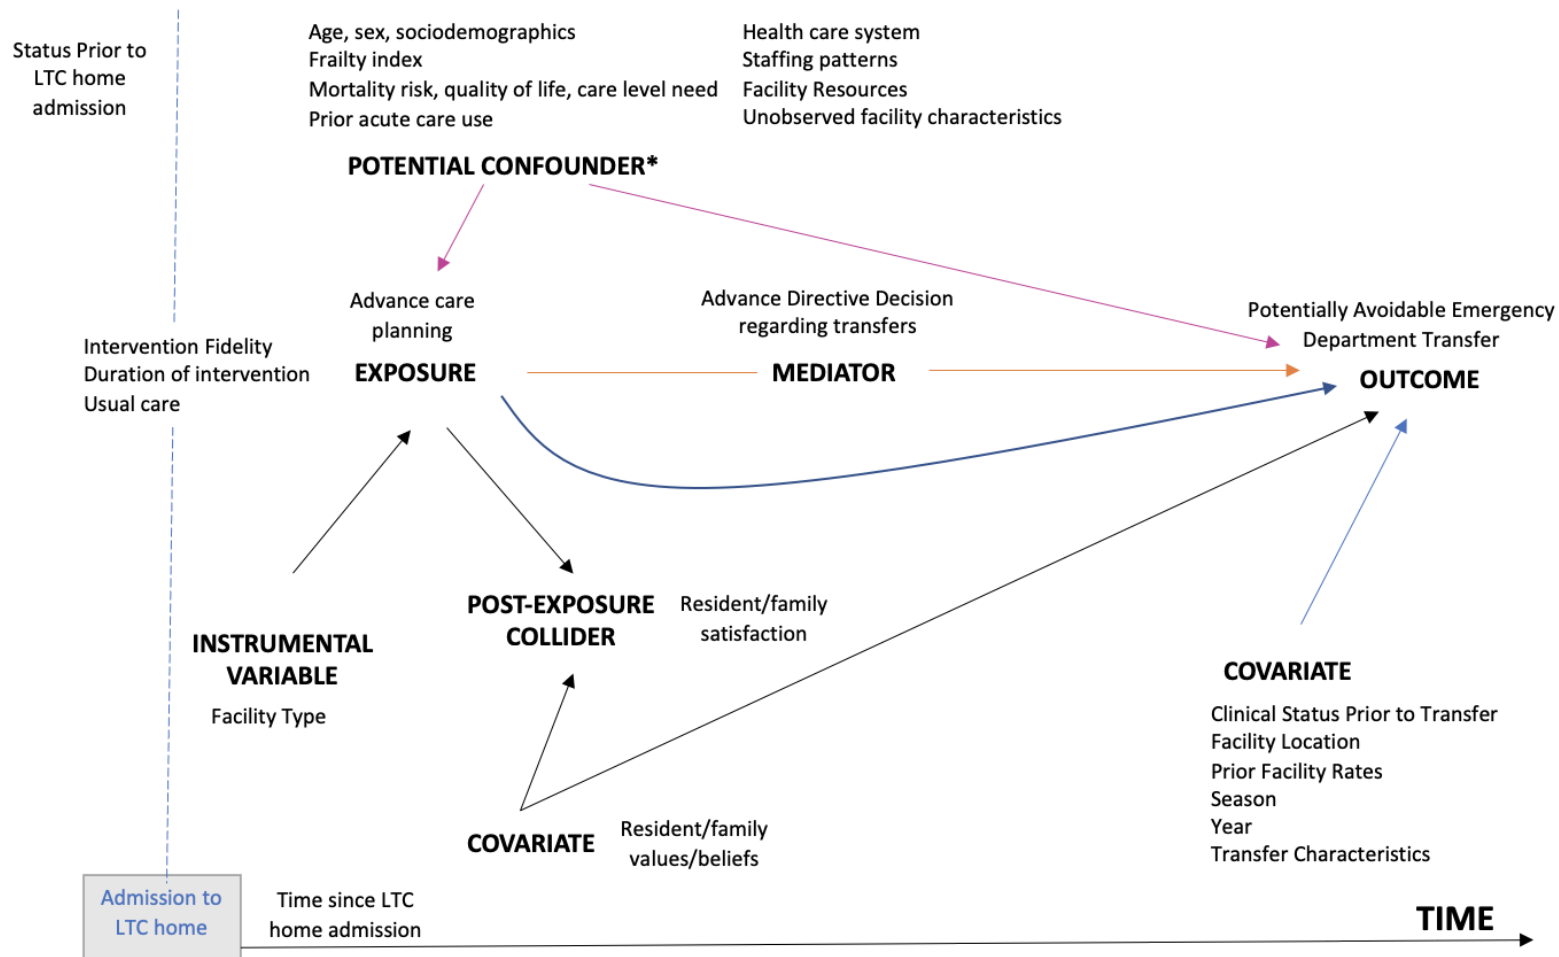 Status Prior to
LTC home
admission
Age, sex, sociodemographics
Frailty index
Mortality risk, quality of life, care level need
Prior acute care use
Health care system
Staffing patterns
Facility Resources
Unobserved facility characteristics
POTENTIAL CONFOUNDER*
Advance care
planning
EXPOSURE
Advance Directive Decision
regarding transfers
MEDIATOR
Potentially Avoidable Emergency
Department Transfer
OUTCOME
Intervention Fidelity
Duration of intervention
Usual care
INSTRUMENTAL
VARIABLE
Facility Type
POST-EXPOSURE
COLLIDER
Resident/family
satisfaction
COVARIATE
Resident/family
values/beliefs
COVARIATE
Clinical Status Prior to Transfer
Facility Location
Prior Facility Rates
Season
Year
Transfer Characteristics
Admission to
LTC home
Time since LTC
home admission
TIME